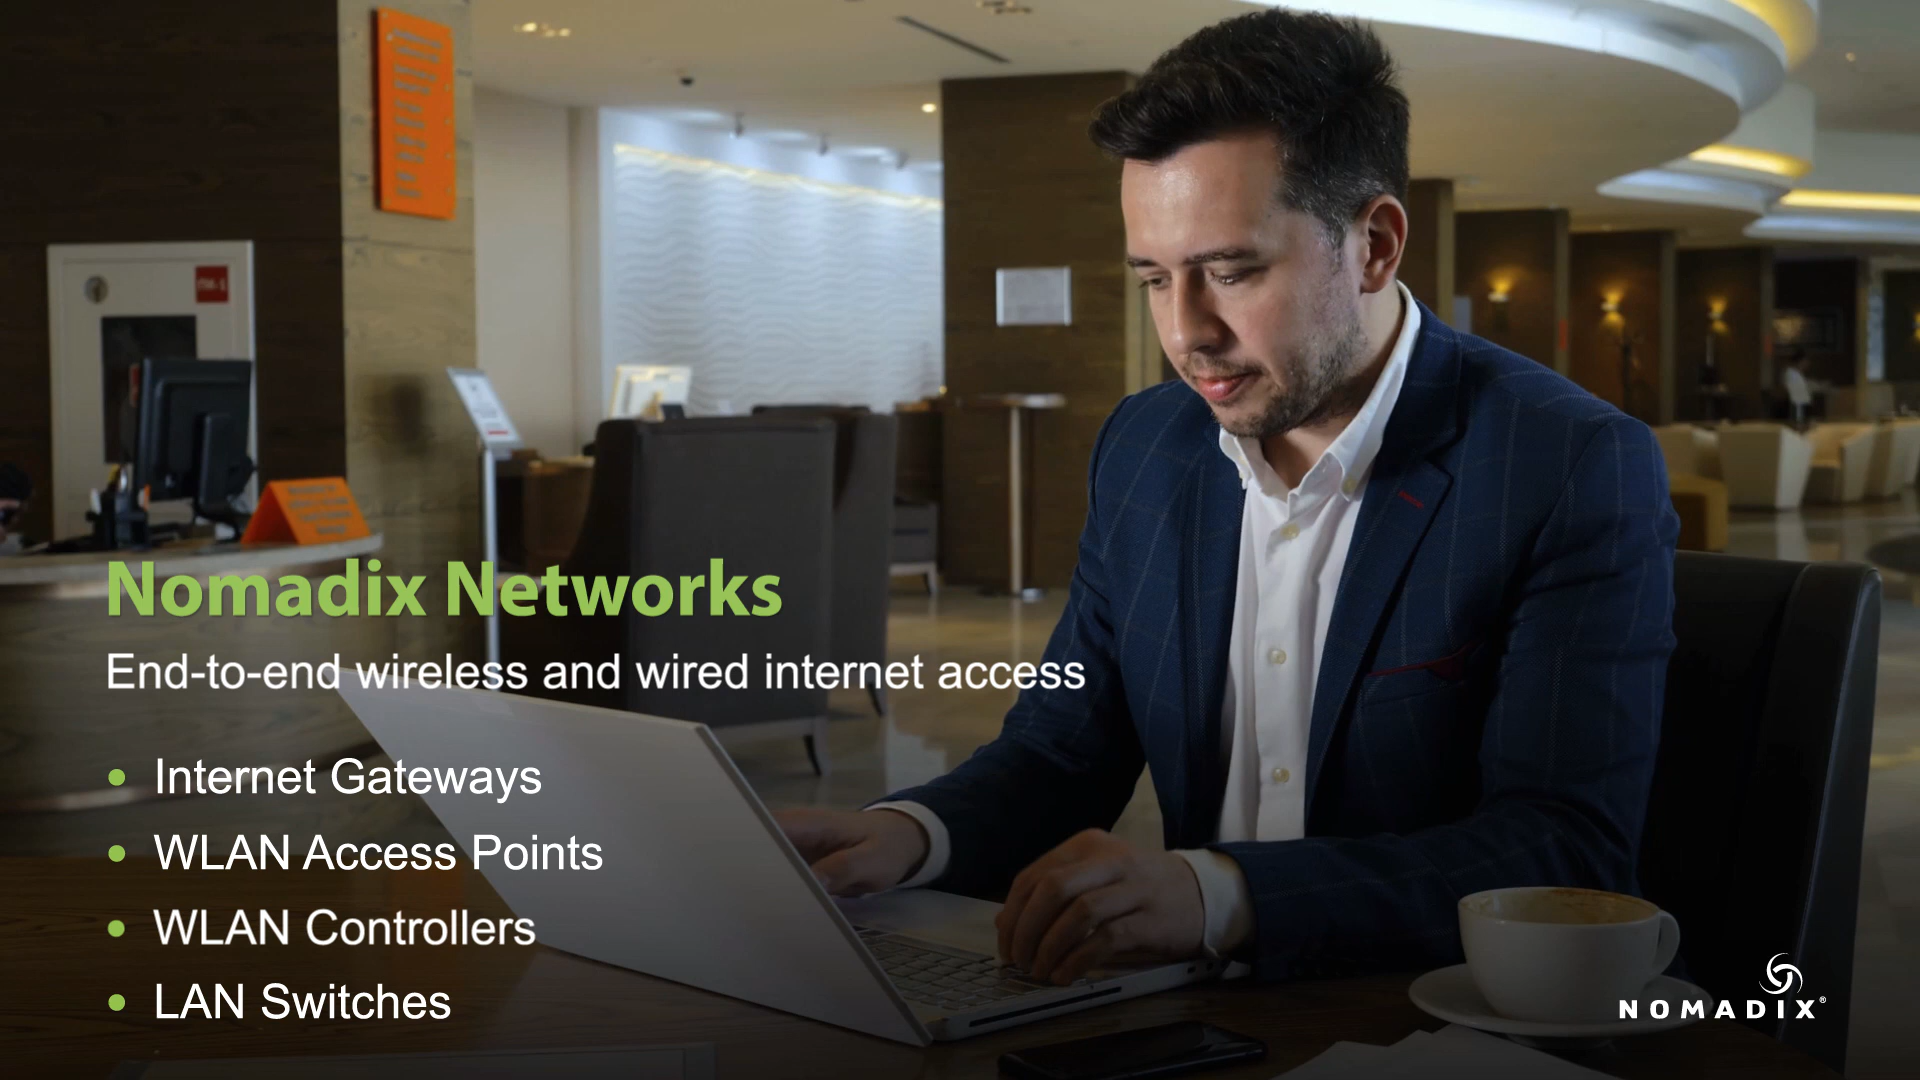 Nomadix Networks
End-to-end wireless and wired internet access
• Internet Gateways
• WLAN Access Points
• WLAN Controllers
• LAN Switches
NOMADIX®